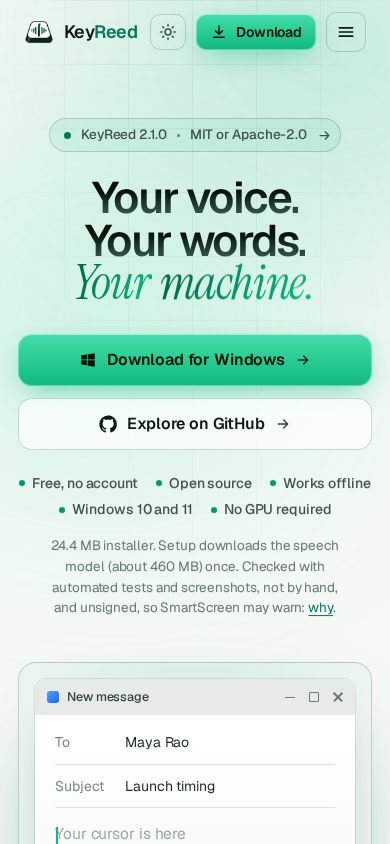 KeyReed
Download
KeyReed 2.1.0 • MIT or Apache-2.0 →
Your voice.
Your words.
Your machine.
Download for Windows →
Explore on GitHub →
Free, no account
Open source
Works offline
Windows 10 and 11
No GPU required
24.4 MB installer. Setup downloads the speech
model (about 460 MB) once. Checked with
automated tests and screenshots, not by hand,
and unsigned, so SmartScreen may warn: why.
New message
To Maya Rao
Subject Launch timing
Your cursor is here